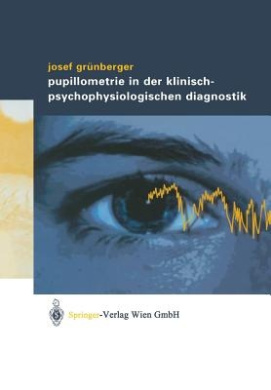 josef grünberger
pupillometrie in der klinisch-
psychophysiologischen diagnostik
Springer-Verlag Wien GmbH